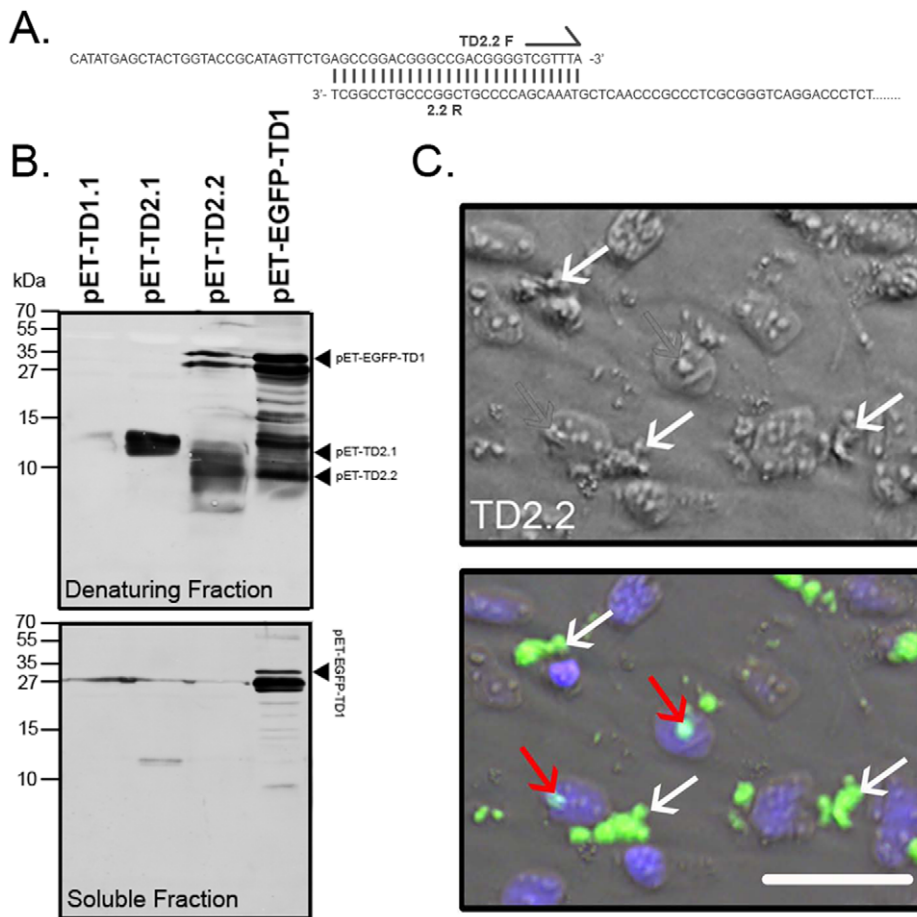 A.
TD2.2 F
CATATGAGCTACTGGTACCGCATAGTTCTGAGCCGGACGGGCCGACGGGGTCGTTTA -3'
3'- TCGGCCTGCCCGGCTGCCCCAGCAAATGCTCAACCCGCCCTCGCGGGTCAGGACCCTCT........
2.2 R
B.
pET-TD1.1
pET-TD2.1
pET-TD2.2
pET-EGFP-TD1
kDa
70
55
35
27
15
10
pET-EGFP-TD1
pET-TD2.1
pET-TD2.2
Denaturing Fraction
70
55
35
27
15
10
pET-EGFP-TD1
Soluble Fraction
C.
TD2.2